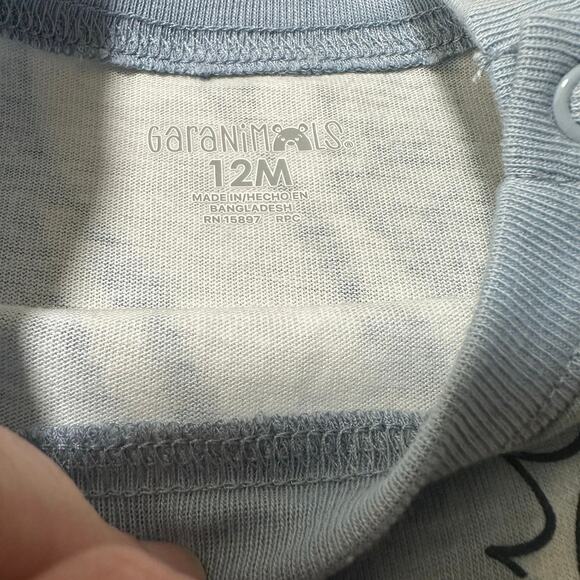 GaraNiMALS®
12M
MADE IN/HECHO EN
BANGLADESH
RN 15897 RPC